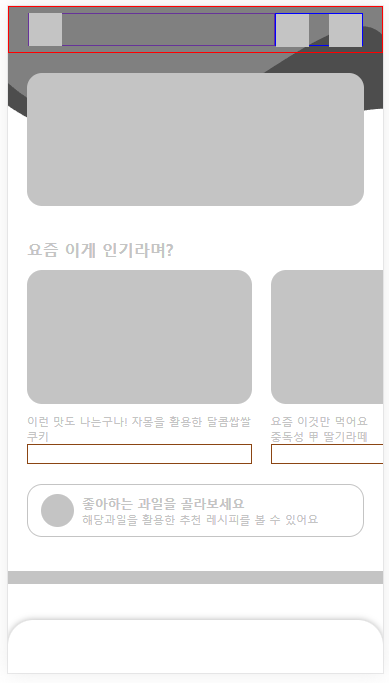 요즘 이게 인기라며?
이런 맛도 나는구나! 자몽을 활용한 달콤쌉쌀
쿠키
요즘 이것만 먹어요
중독성 甲 딸기라떼
좋아하는 과일을 골라보세요
해당과일을 활용한 추천 레시피를 볼 수 있어요